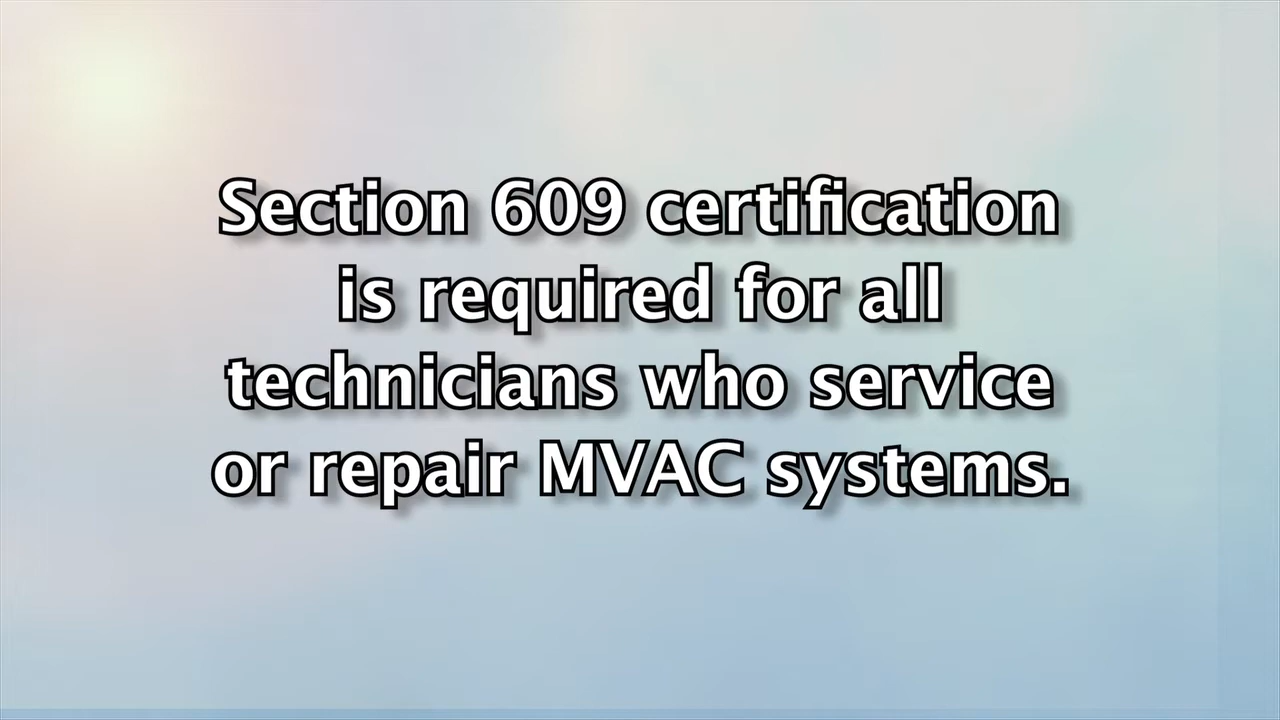 Section 609 certification
is required for all
technicians who service
or repair MVAC systems.